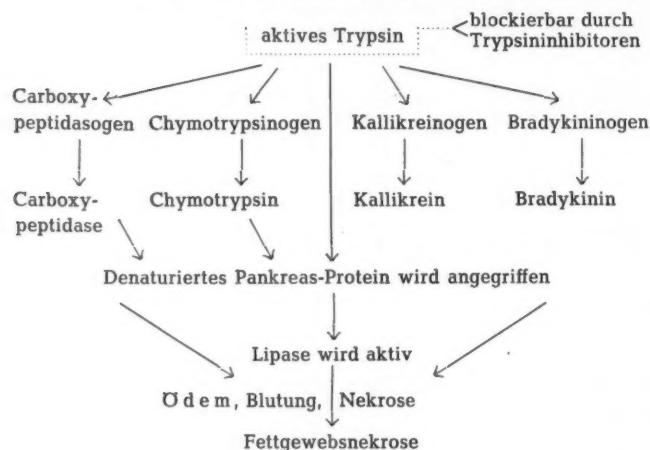 aktives Trypsin
blockierbar durch
Trypsininhibitoren
Carboxy-
peptidasogen
Chymotrypsinogen
Kallikreinogen
Bradykininogen
Carboxy-
peptidase
Chymotrypsin
Kallikrein
Bradykinin
Denaturiertes Pankreas-Protein wird angegriffen
Lipase wird aktiv
Ödem, Blutung, Nekrose
Fettgewebsnekrose